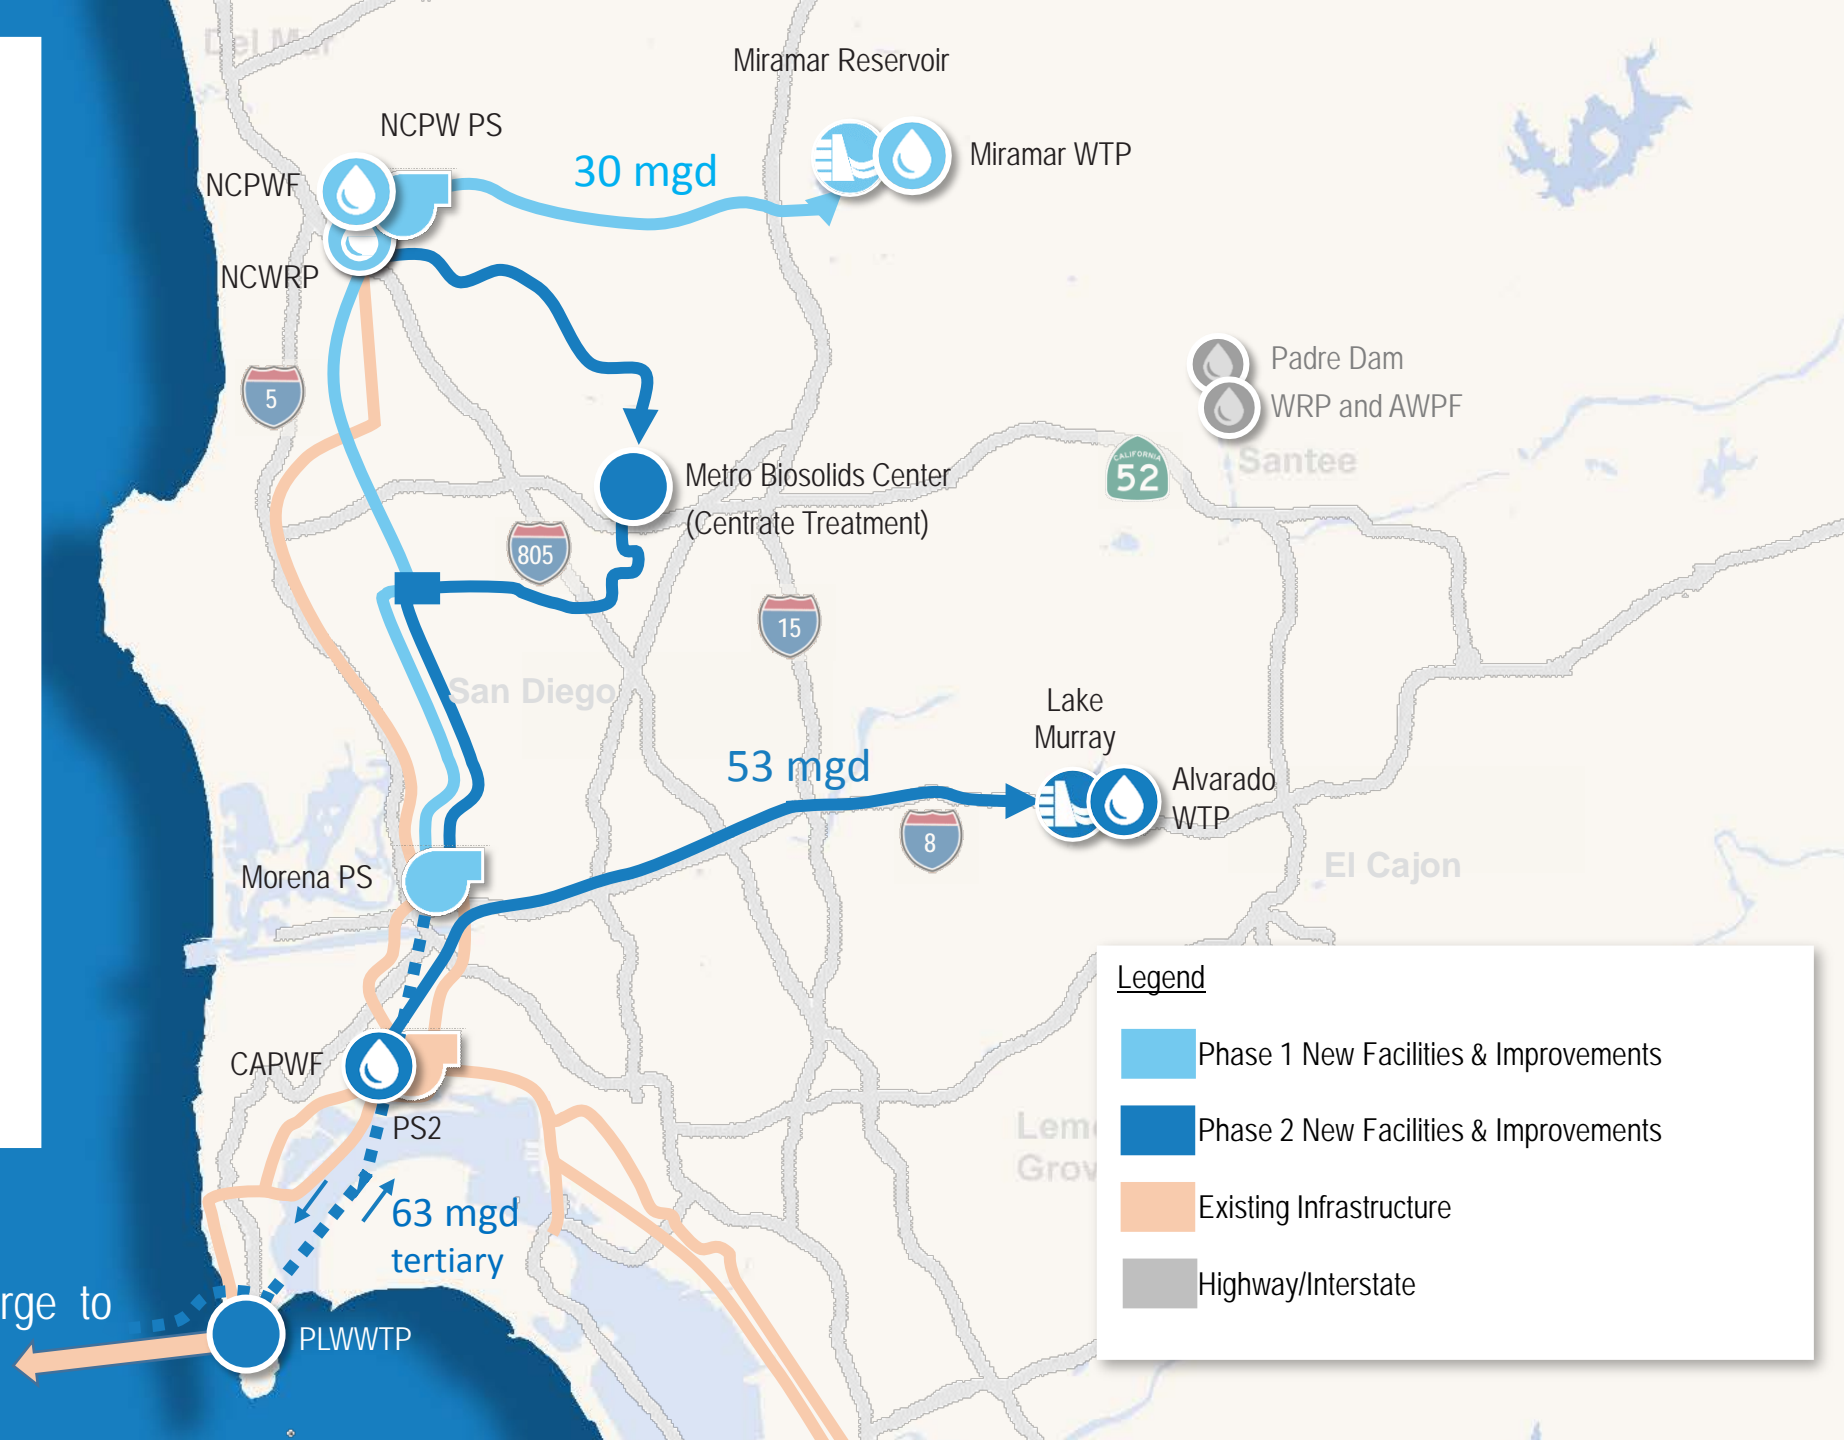 Del Mar
Miramar Reservoir
NCPW PS
30 mgd
Miramar WTP
NCPWF
NCWRP
5
Padre Dam
WRP and AWPF
Santee
CALIFORNIA
52
Metro Biosolids Center
(Centrate Treatment)
805
15
San Diego
Lake
Murray
53 mgd
Alvarado
WTP
8
El Cajon
Morena PS
Legend
Phase 1 New Facilities & Improvements
Phase 2 New Facilities & Improvements
Existing Infrastructure
Highway/Interstate
CAPWF
PS2
63 mgd
tertiary
rge to
PLWWTP